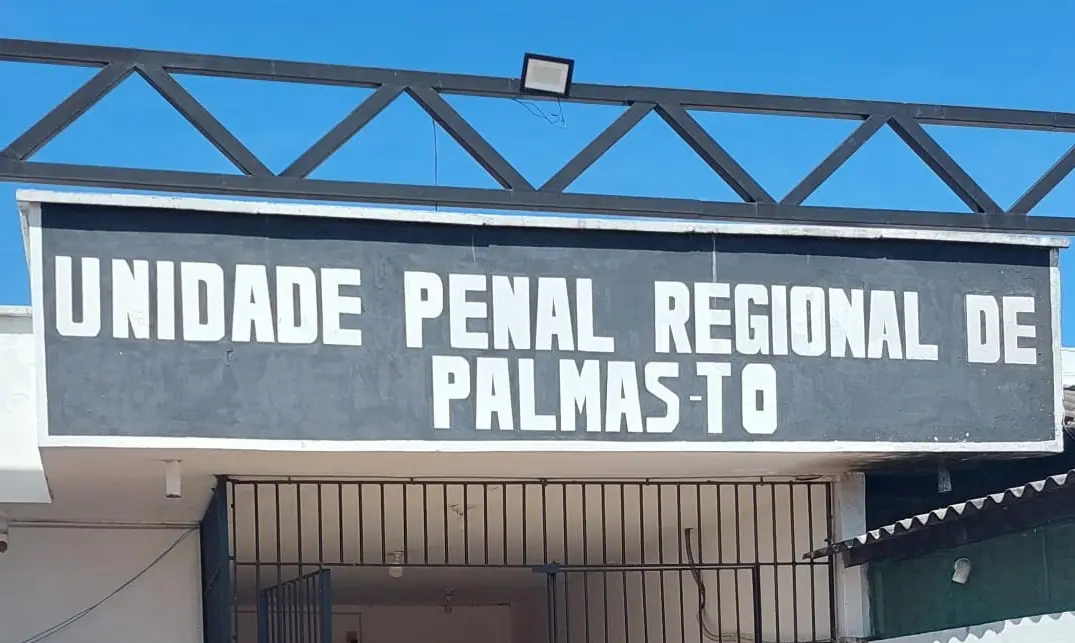 UNIDADE PENAL REGIONAL DE
PALMAS-TO